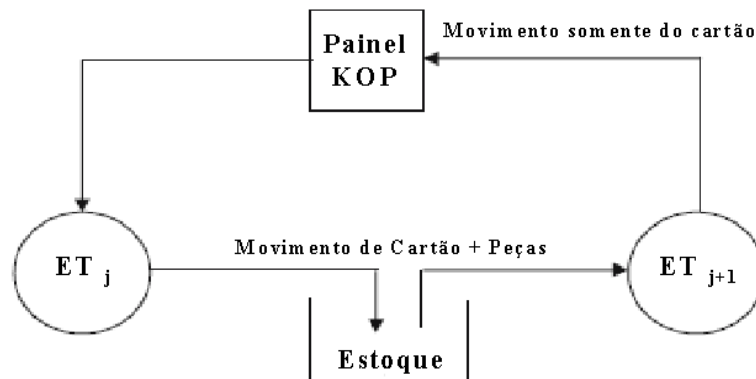 Painel
KOP
Movimento somente do cartão
ET j
Movimento de Cartão + Peças
ET j+1
Estoque